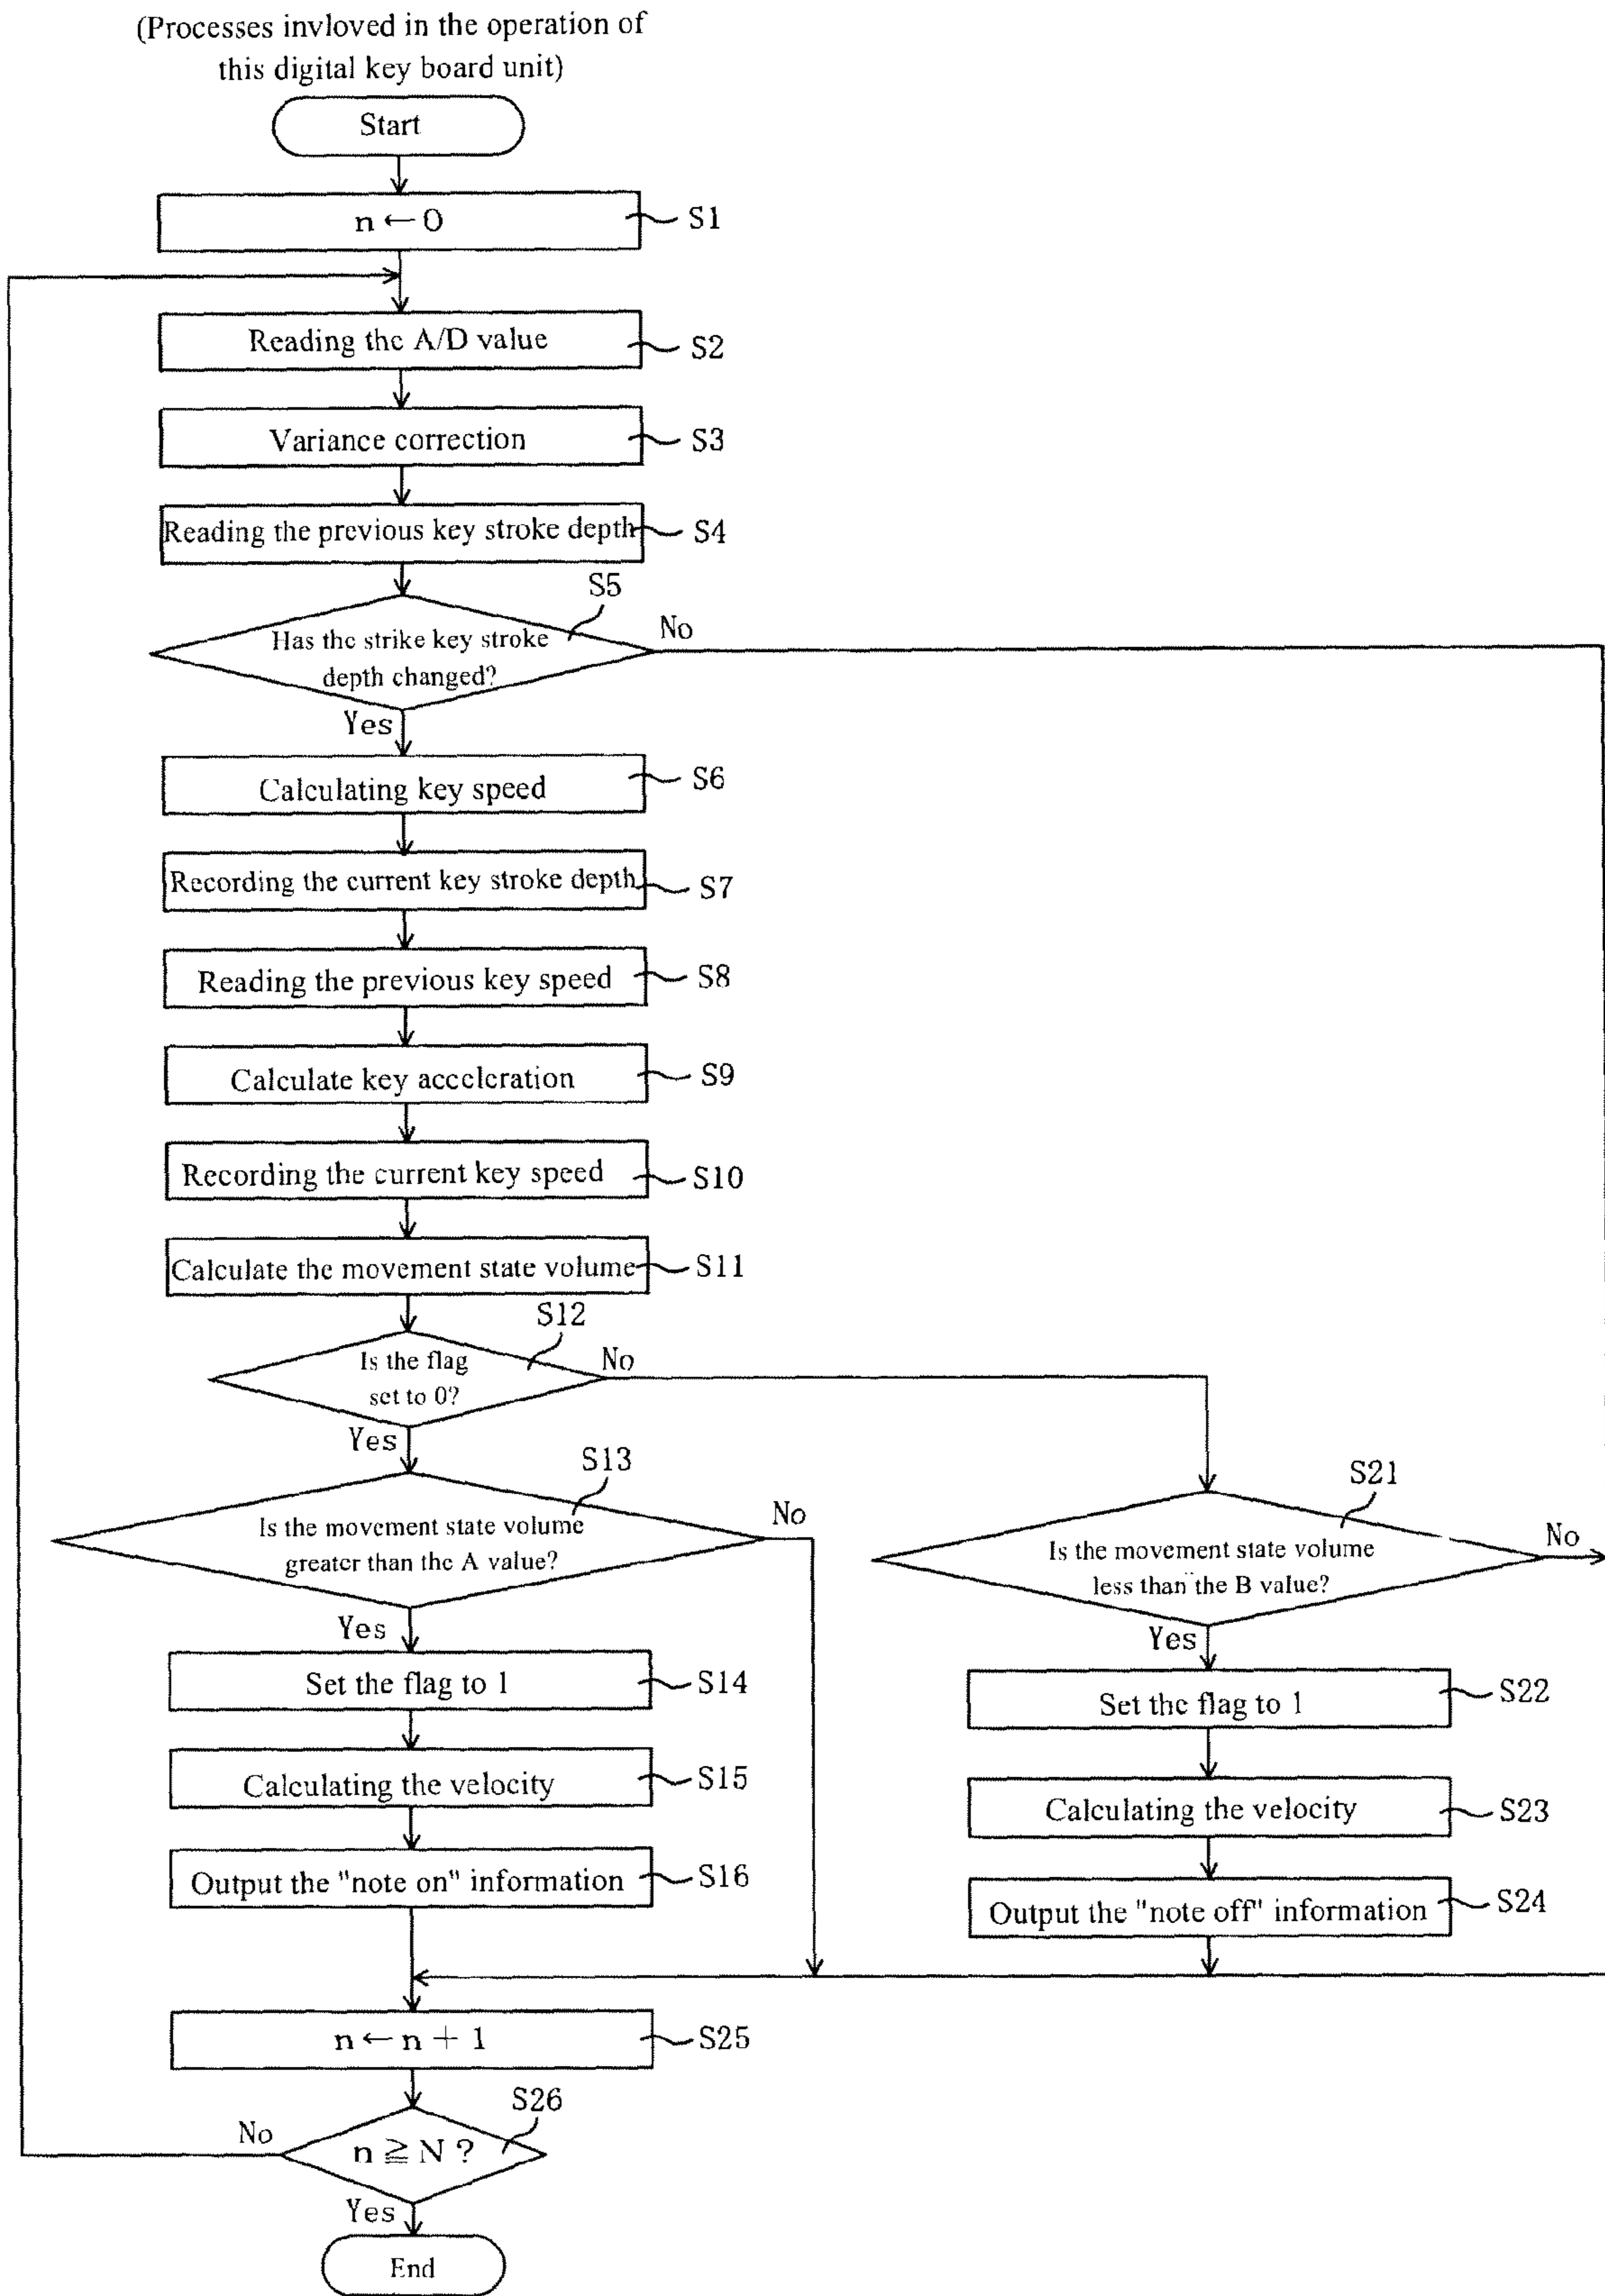 (Processes invloved in the operation of
this digital key board unit)
Start
n ← 0
S1
Reading the A/D value
S2
Variance correction
S3
Reading the previous key stroke depth
S4
S5
Has the strike key stroke
depth changed?
No
Yes
Calculating key speed
S6
Recording the current key stroke depth
S7
Reading the previous key speed
S8
Calculate key acceleration
S9
Recording the current key speed
S10
Calculate the movement state volume
S11
S12
Is the flag
set to 0?
No
Yes
S13
Is the movement state volume
greater than the A value?
No
Yes
S21
Is the movement state volume
less than the B value?
No
Yes
Set the flag to 1
S14
Set the flag to 1
S22
Calculating the velocity
S15
Calculating the velocity
S23
Output the "note on" information
S16
Output the "note off" information
S24
n ← n + 1
S25
S26
n ≧ N ?
No
Yes
End